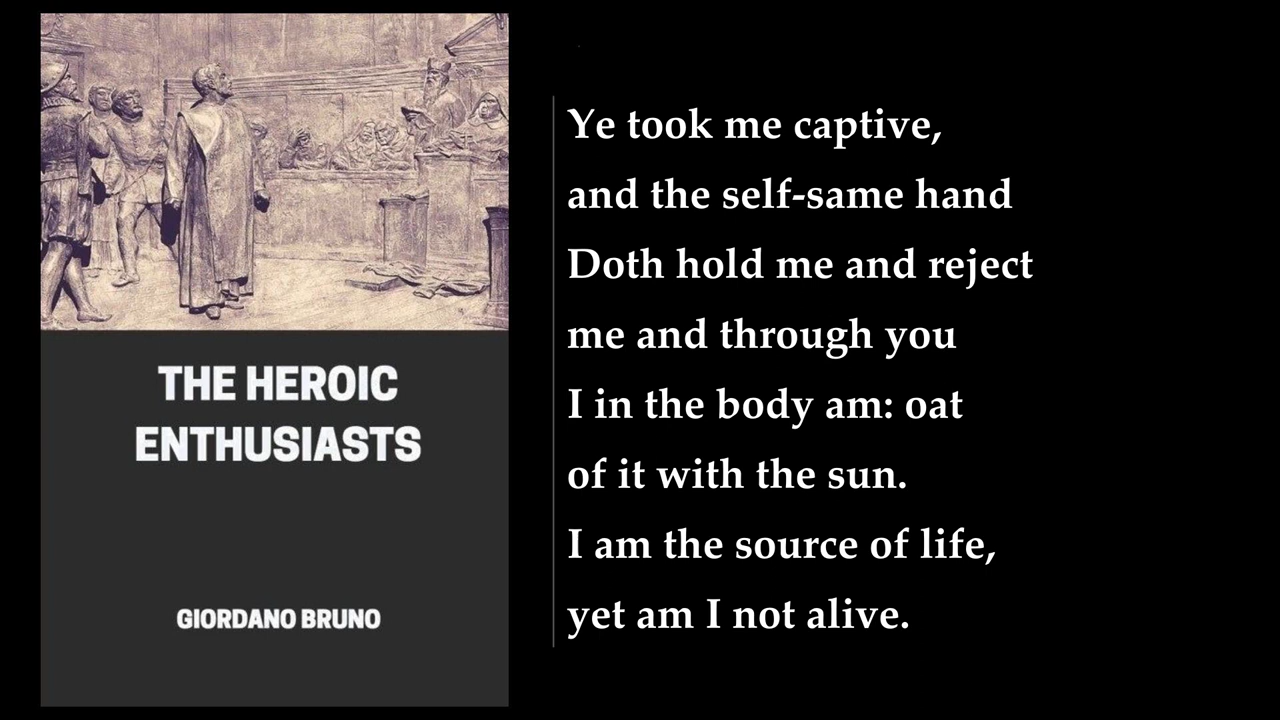 THE HEROIC
ENTHUSIASTS
GIORDANO BRUNO
Ye took me captive,
and the self-same hand
Doth hold me and reject
me and through you
I in the body am: oat
of it with the sun.
I am the source of life,
yet am I not alive.